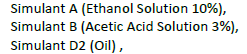 Simulant A (Ethanol Solution 10%),
Simulant B (Acetic Acid Solution 3%),
Simulant D2 (Oil) ,